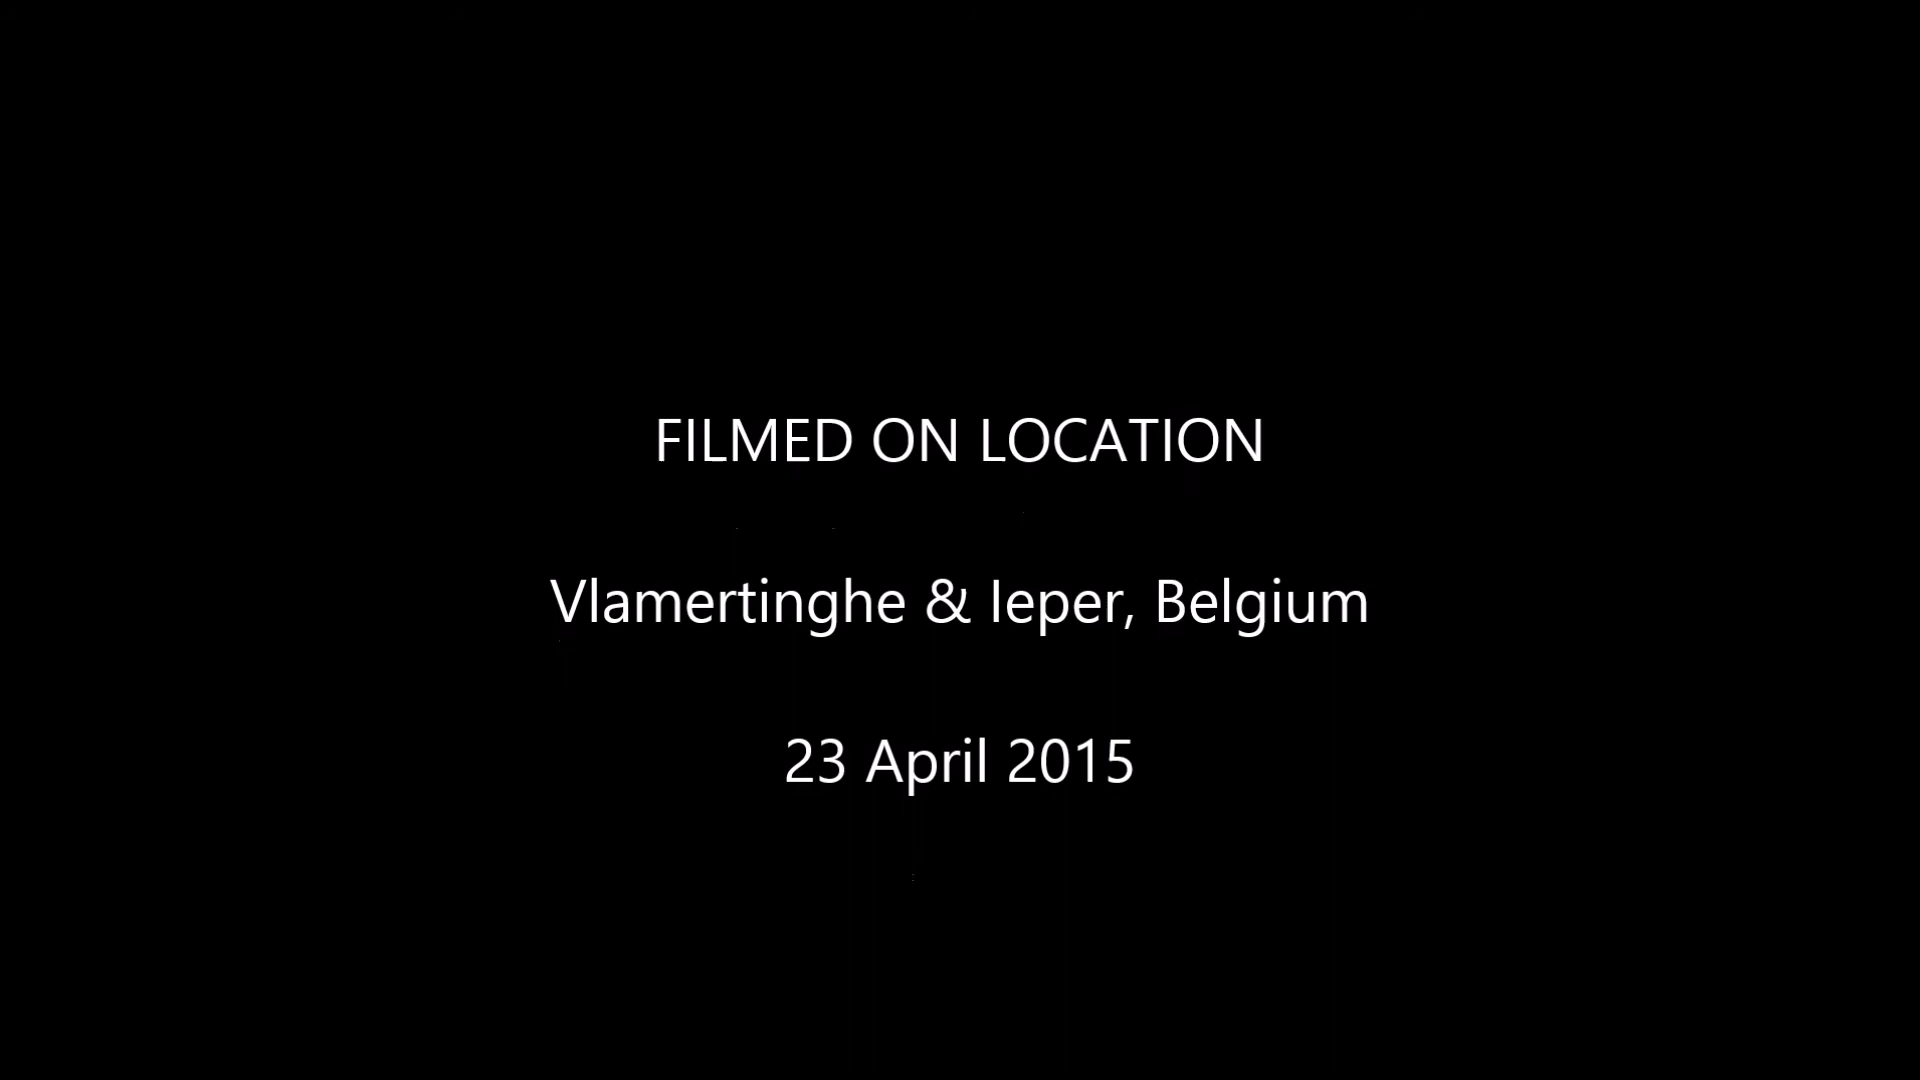 FILMED ON LOCATION
Vlamertinghe & Ieper, Belgium
23 April 2015